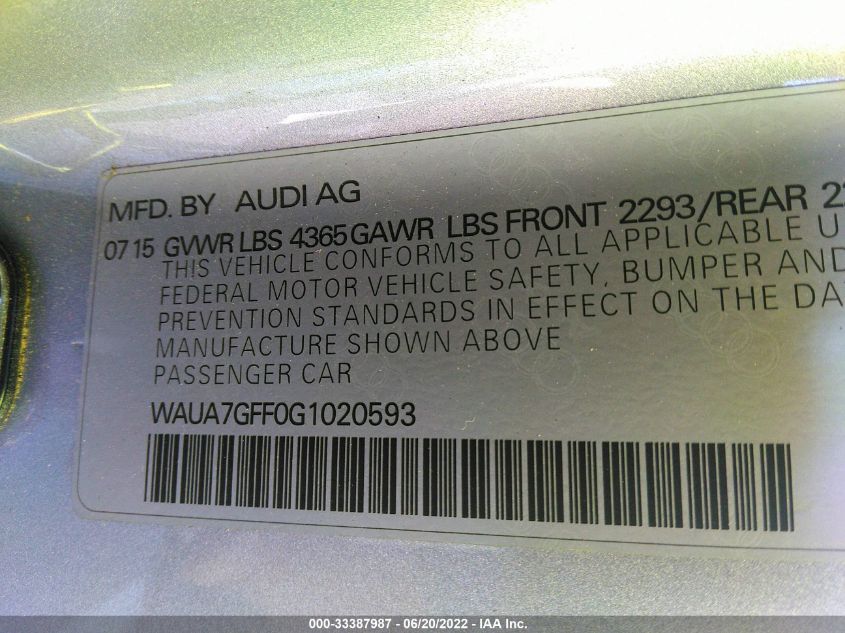 MFD. BY AUDI AG
07 15 GVWR LBS 4365 GAWR LBS FRONT 2293/REAR
THIS VEHICLE CONFORMS TO ALL APPLICABLE
FEDERAL MOTOR VEHICLE SAFETY, BUMPER AND
PREVENTION STANDARDS IN EFFECT ON THE
MANUFACTURE SHOWN ABOVE
PASSENGER CAR
WAUA7GFF0G1020593
000-33387987 - 06/20/2022 - IAA Inc.